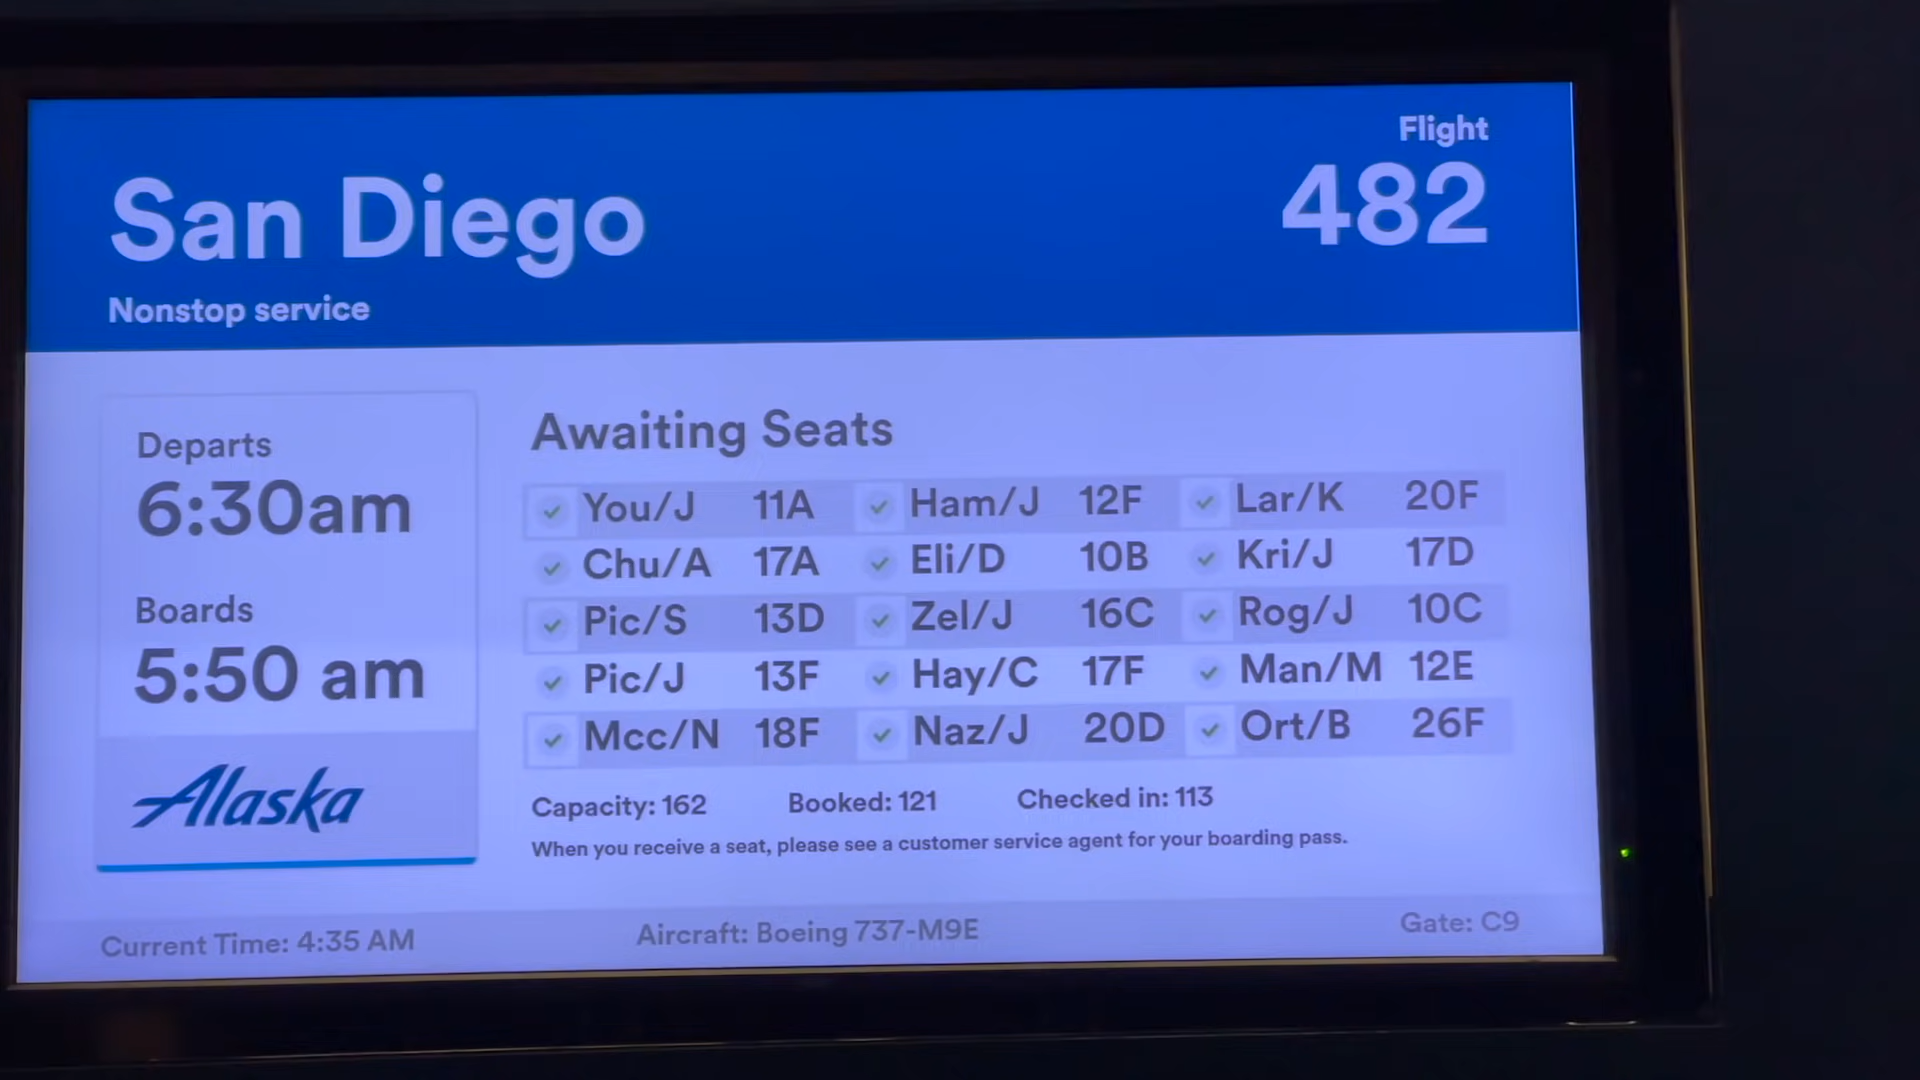 Flight
San Diego 482
Nonstop service
Departs
6:30am
Boards
5:50 am
Alaska
Awaiting Seats
You/J 11A Ham/J 12F Lar/K 20F
Chu/A 17A Eli/D 10B Kri/J 17D
Pic/S 13D Zel/J 16C Rog/J 10C
Pic/J 13F Hay/C 17F Man/M 12E
Mcc/N 18F Naz/J 20D Ort/B 26F
Capacity: 162 Booked: 121 Checked in: 113
When you receive a seat, please see a customer service agent for your boarding pass.
Current Time: 4:35 AM Aircraft: Boeing 737-M9E Gate: C9